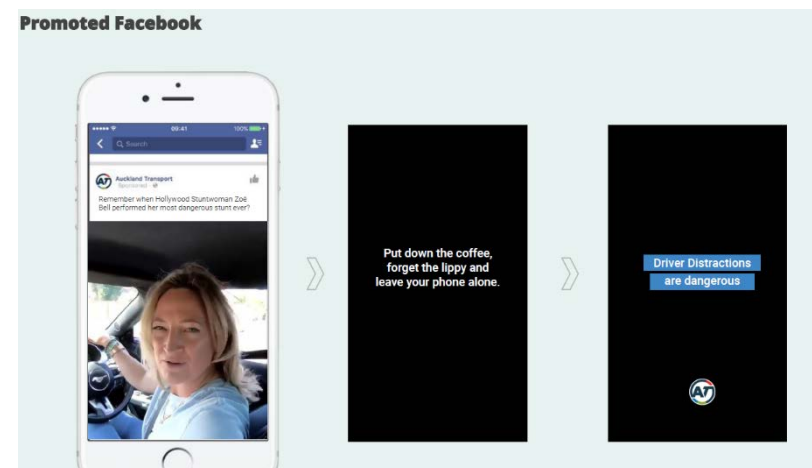 Promoted Facebook
09:41
100%
Search
AT
Auckland Transport
Sponsored
Remember when Hollywood Stuntwoman Zoë
Bell performed her most dangerous stunt ever?
Put down the coffee,
forget the lippy and
leave your phone alone.
Driver Distractions
are dangerous
AT